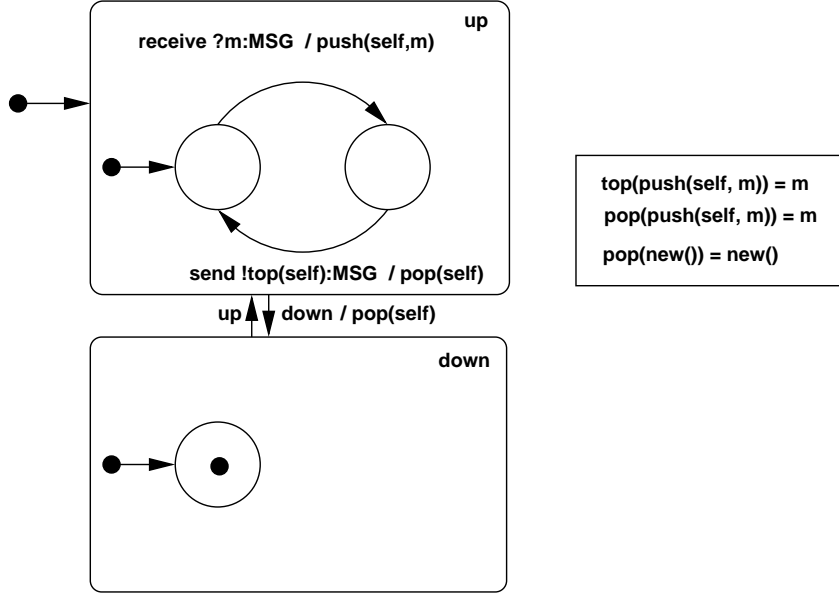 up
receive ?m:MSG / push(self,m)
top(push(self, m)) = m
pop(push(self, m)) = m
pop(new()) = new()
send !top(self):MSG / pop(self)
up
down / pop(self)
down